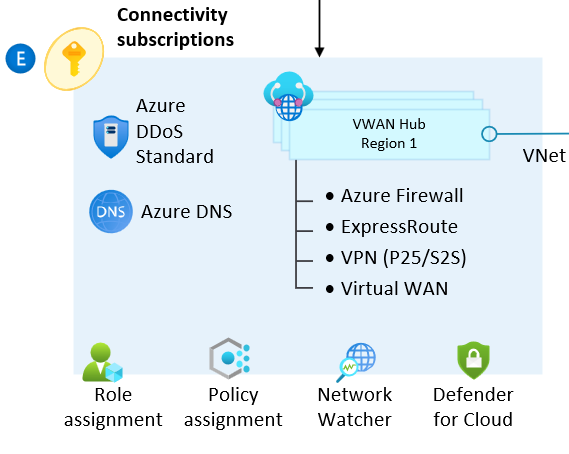 Connectivity
subscriptions
E
Azure
DDoS
Standard
DNS
Azure DNS
VWAN Hub
Region 1
VNet
• Azure Firewall
• ExpressRoute
• VPN (P25/S2S)
• Virtual WAN
Role
assignment
Policy
assignment
Network
Watcher
Defender
for Cloud